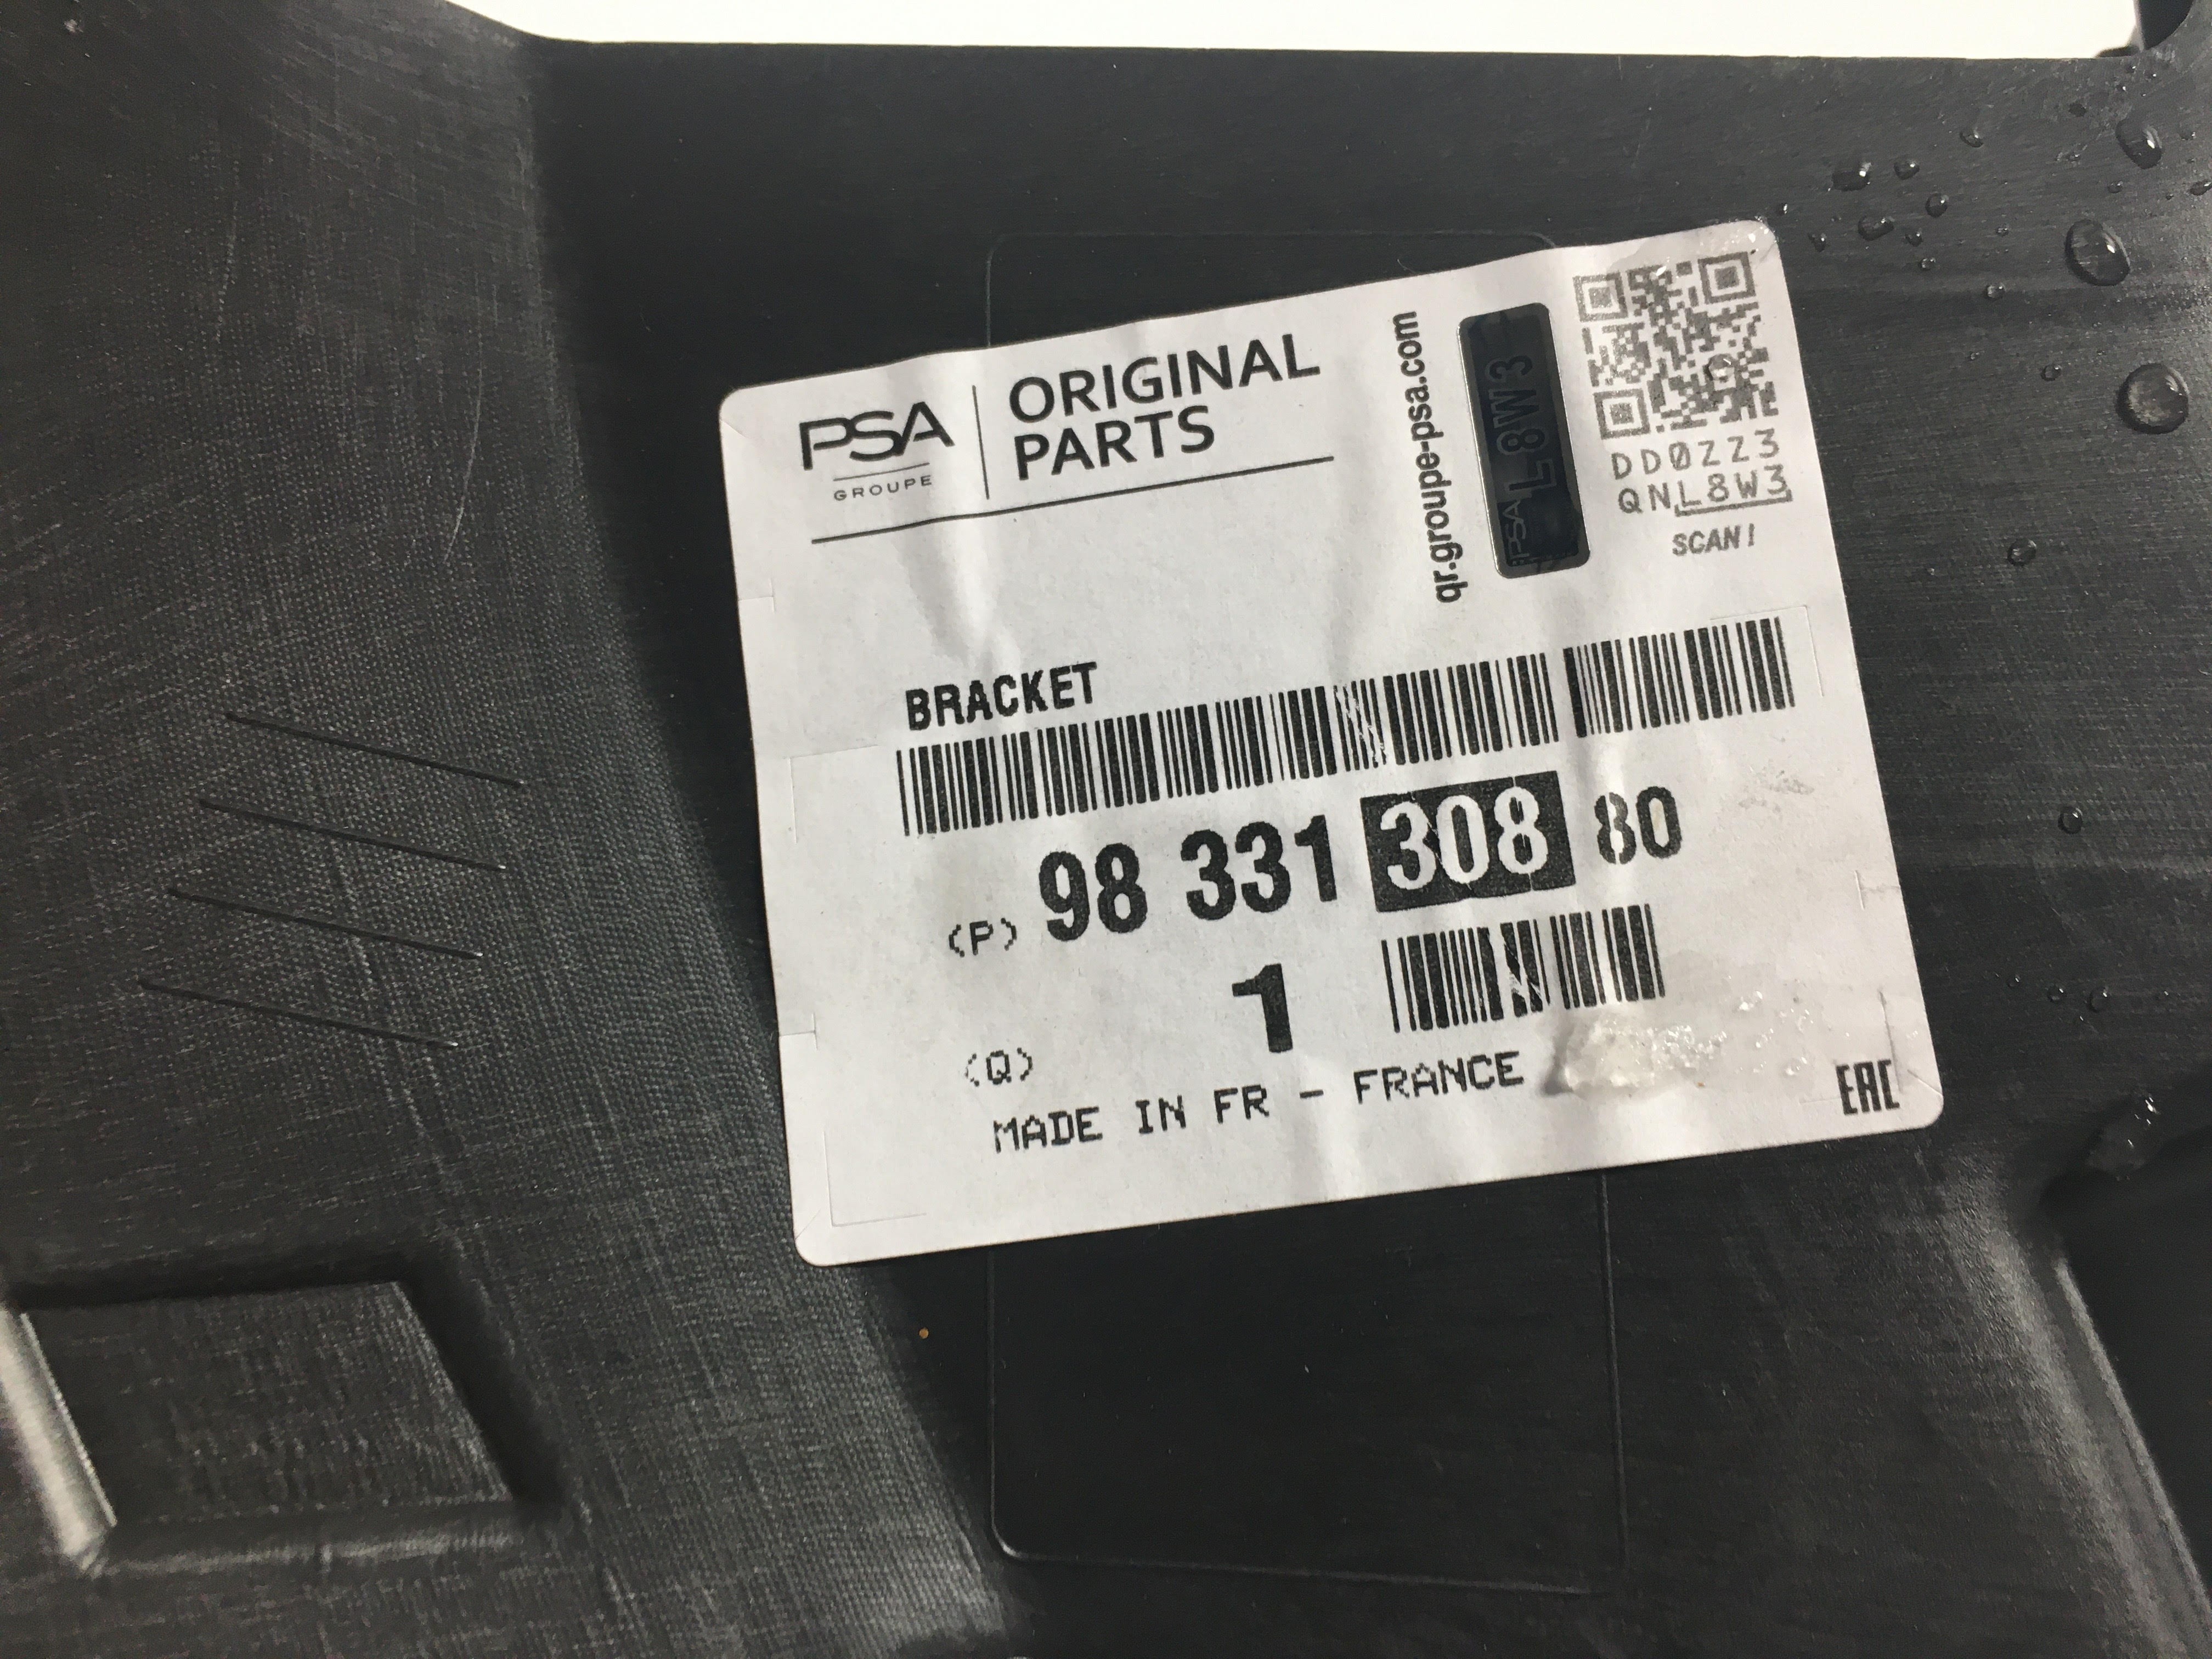 PSA
GROUPE
ORIGINAL
PARTS
qr.groupe-psa.com
PSA L8W3
DD0ZZ3
QNL8W3
SCAN!
BRACKET
(P) 98 331 308 80
(Q) 1
MADE IN FR - FRANCE
EAC